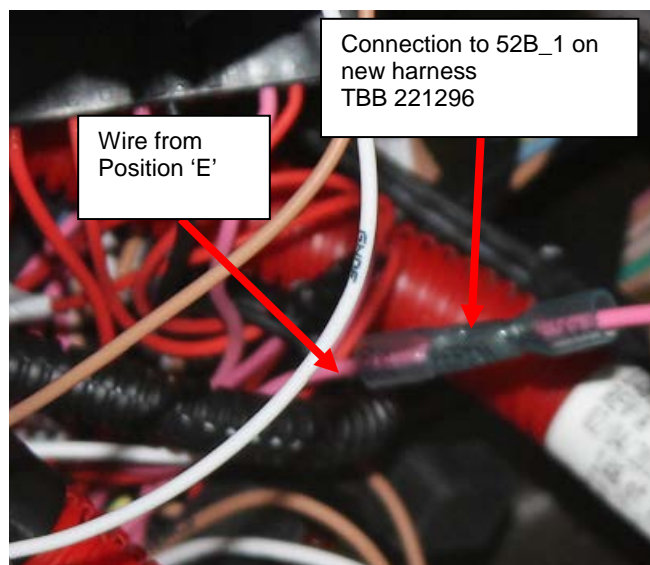 Connection to 52B_1 on
new harness
TBB 221296
Wire from
Position ‘E’